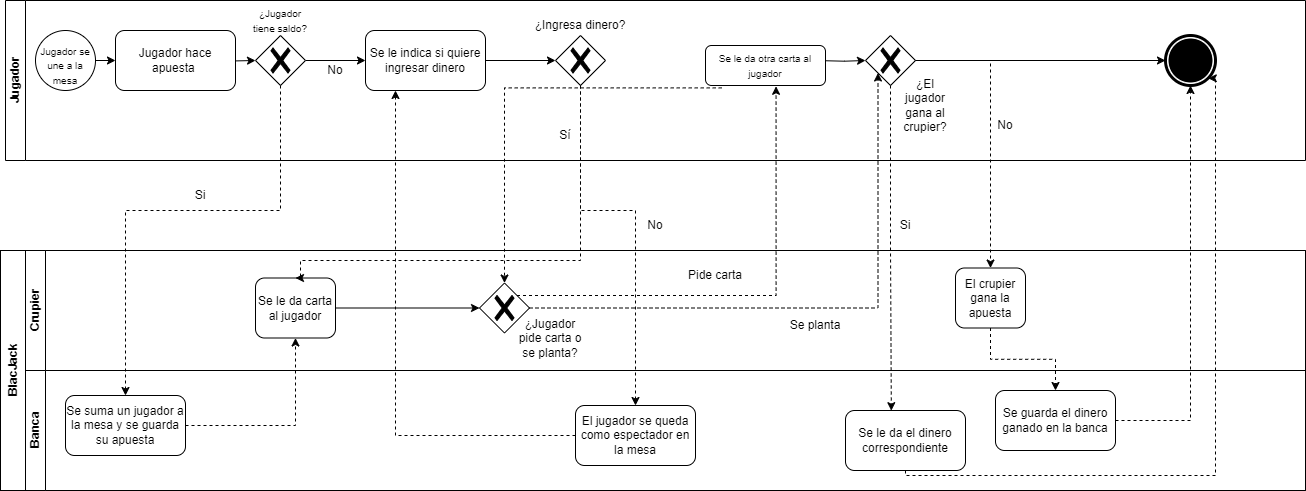 Jugador
Jugador se
une a la
mesa
Jugador hace
apuesta
¿Jugador
tiene saldo?
No
Se le indica si quiere
ingresar dinero
¿Ingresa dinero?
Sí
Se le da otra carta al
jugador
¿El
jugador
gana al
crupier?
No
Si
No
Si
BlacJack
Crupier
Se le da carta
al jugador
¿Jugador
pide carta o
se planta?
Pide carta
Se planta
El crupier
gana la
apuesta
Banca
Se suma un jugador a
la mesa y se guarda
su apuesta
El jugador se queda
como espectador en
la mesa
Se le da el dinero
correspondiente
Se guarda el dinero
ganado en la banca